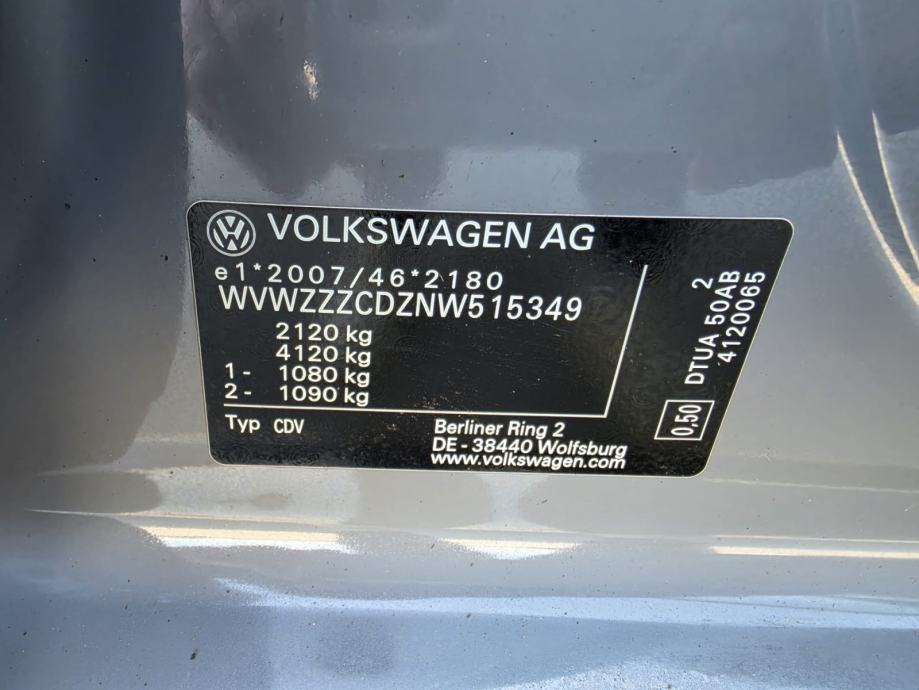 VOLKSWAGEN AG
e1*2007/46*2180
WVWZZZCDZNW515349
2120 kg
4120 kg
1- 1080 kg
2- 1090 kg
Typ CDV
Berliner Ring 2
DE - 38440 Wolfsburg
www.volkswagen.com
2
DTUA 50AB
4120065
0,50